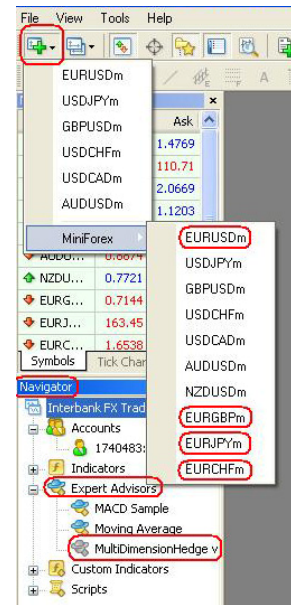 File View Tools Help
EURUSDm
USDJPYm
GBPUSDm
USDCHFm
USDCADm
AUDUSDm
MiniForex
Ask
1.4769
110.71
2.0669
1.1203
EURUSDm
USDJPYm
GBPUSDm
USDCHFm
USDCADm
AUDUSDm
NZDUSDm
EURGBPm
EURJPYm
EURCHFm
NZDU... 0.7721
EURG... 0.7144
EURJ... 163.45
EURC... 1.6538
Symbols Tick Char
Navigator
Interbank FX Trad
Accounts
1740483:
Indicators
Expert Advisors
MACD Sample
Moving Average
MultiDimensionHedge v
Custom Indicators
Scripts